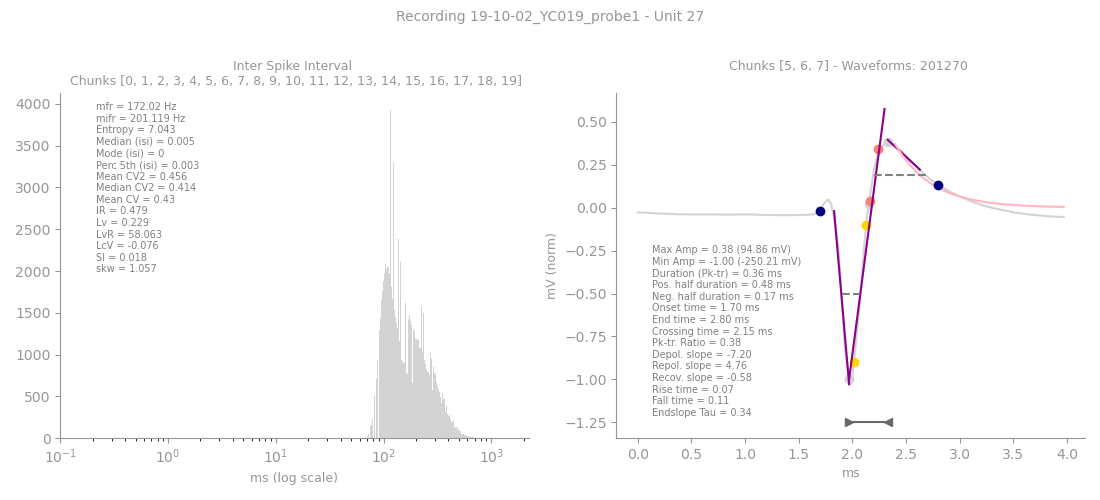 Recording 19-10-02_YC019_probe1 - Unit 27
Inter Spike Interval
Chunks [0, 1, 2, 3, 4, 5, 6, 7, 8, 9, 10, 11, 12, 13, 14, 15, 16, 17, 18, 19]
4000
3500
3000
2500
2000
1500
1000
500
0
mfr = 172.02 Hz
mifr = 201.119 Hz
Entropy = 7.043
Median (isi) = 0.005
Mode (isi) = 0
Perc 5th (isi) = 0.003
Mean CV2 = 0.456
Median CV2 = 0.414
Mean CV = 0.43
IR = 0.479
Lv = 0.229
LvR = 58.063
LcV = -0.076
SI = 0.018
skw = 1.057
10⁻¹ 10⁰ 10¹ 10² 10³
ms (log scale)
Chunks [5, 6, 7] - Waveforms: 201270
mV (norm)
0.50
0.25
0.00
−0.25
−0.50
−0.75
−1.00
−1.25
Max Amp = 0.38 (94.86 mV)
Min Amp = -1.00 (-250.21 mV)
Duration (Pk-tr) = 0.36 ms
Pos. half duration = 0.48 ms
Neg. half duration = 0.17 ms
Onset time = 1.70 ms
End time = 2.80 ms
Crossing time = 2.15 ms
Pk-tr. Ratio = 0.38
Depol. slope = -7.20
Repol. slope = 4.76
Recov. slope = -0.58
Rise time = 0.07
Fall time = 0.11
Endslope Tau = 0.34
0.0 0.5 1.0 1.5 2.0 2.5 3.0 3.5 4.0
ms